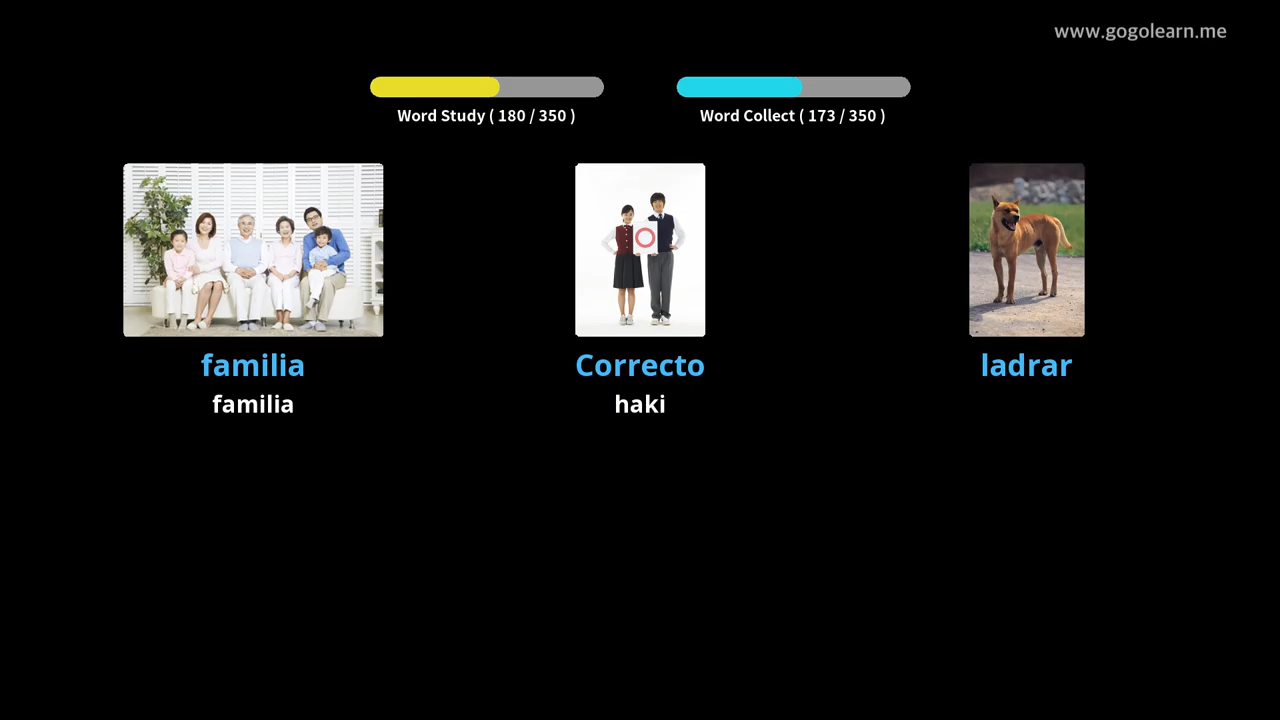 www.gogolearn.me
Word Study ( 180 / 350 )
Word Collect ( 173 / 350 )
familia
familia
Correcto
haki
ladrar